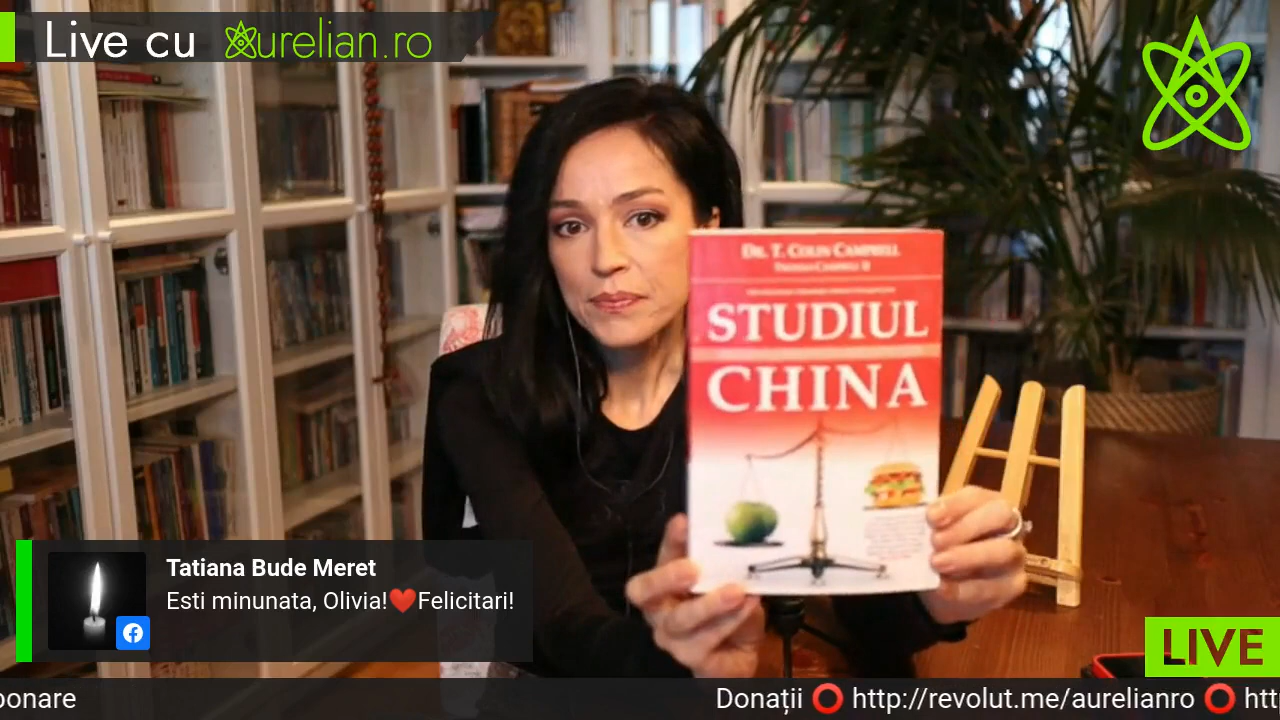 Live cu Aurelian.ro
DR. T. COLIN CAMPBELL
THOMAS CAMPBELL II
STUDIUL
CHINA
Tatiana Bude Meret
Esti minunata, Olivia!❤️Felicitari!
LIVE
onare
Donații ⭕ http://revolut.me/aurelianro ⭕ htt